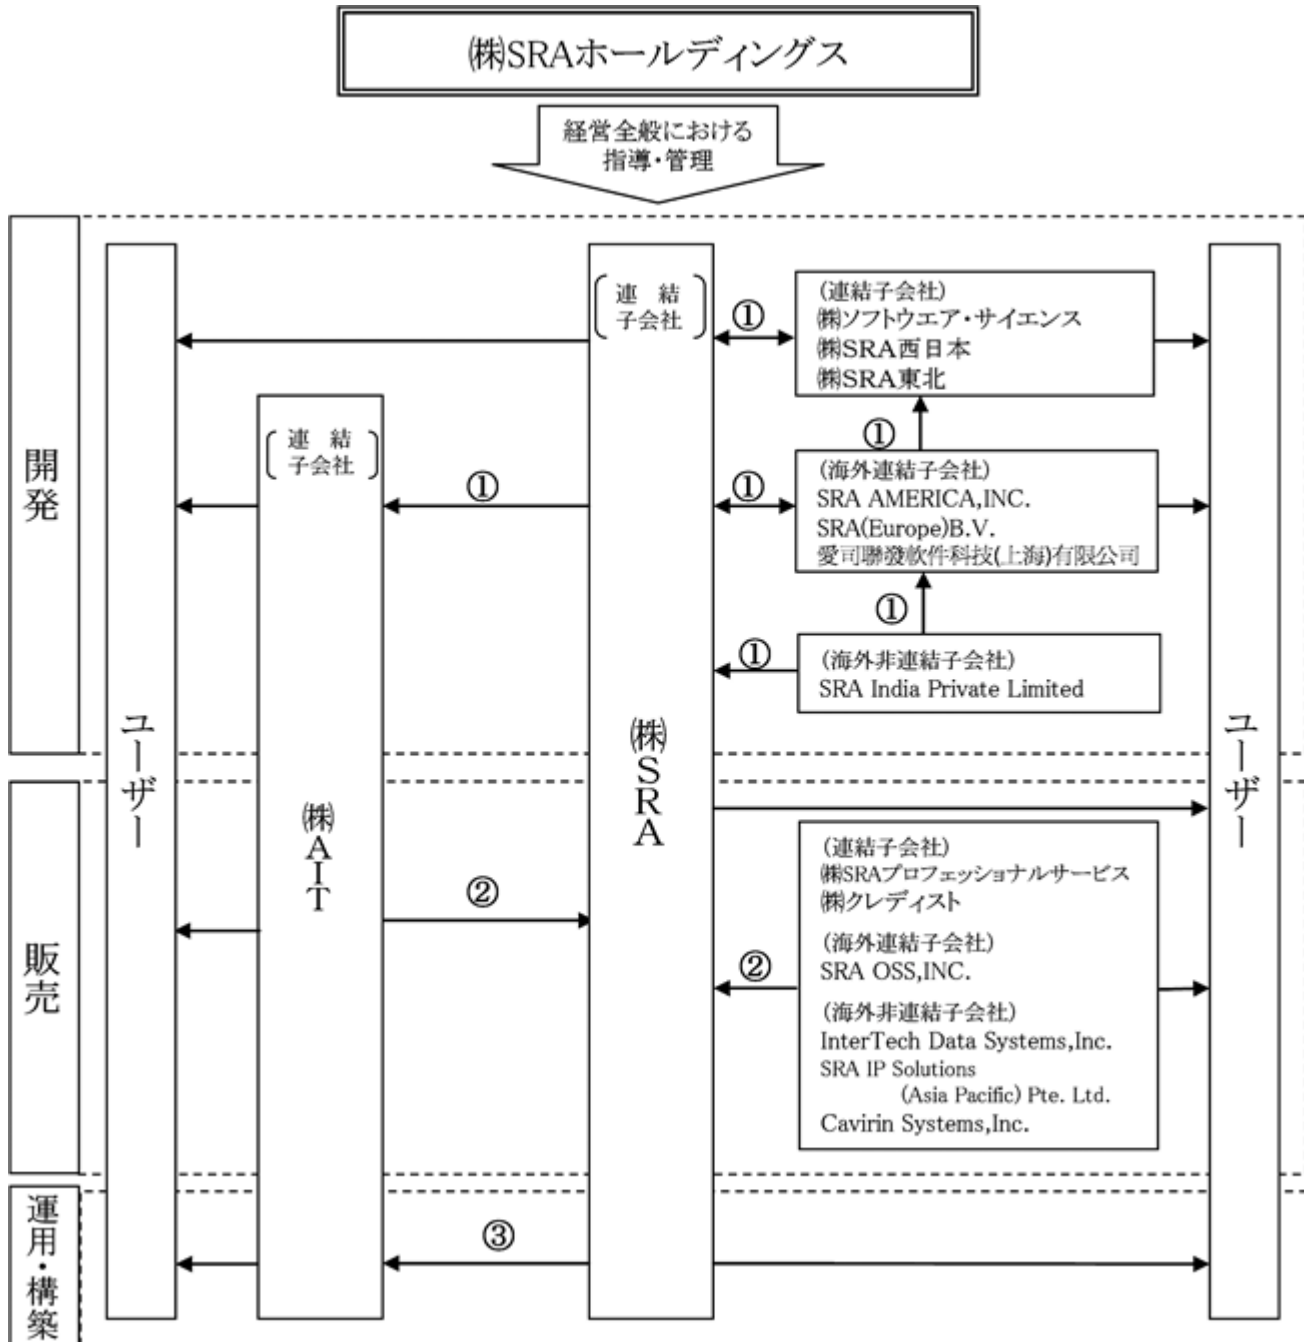 ㈱SRAホールディングス
経営全般における
指導・管理
開発
ユーザー
連 結
子会社
㈱AIT
連 結
子会社
㈱SRA
①
(連結子会社)
㈱ソフトウエア・サイエンス
㈱SRA西日本
㈱SRA東北
①
①
①
(海外連結子会社)
SRA AMERICA,INC.
SRA(Europe)B.V.
愛司聯發軟件科技(上海)有限公司
①
①
(海外非連結子会社)
SRA India Private Limited
ユーザー
販売
②
②
(連結子会社)
㈱SRAプロフェッショナルサービス
㈱クレディスト
(海外連結子会社)
SRA OSS,INC.
(海外非連結子会社)
InterTech Data Systems,Inc.
SRA IP Solutions
(Asia Pacific) Pte. Ltd.
Cavirin Systems,Inc.
運用・構築
③